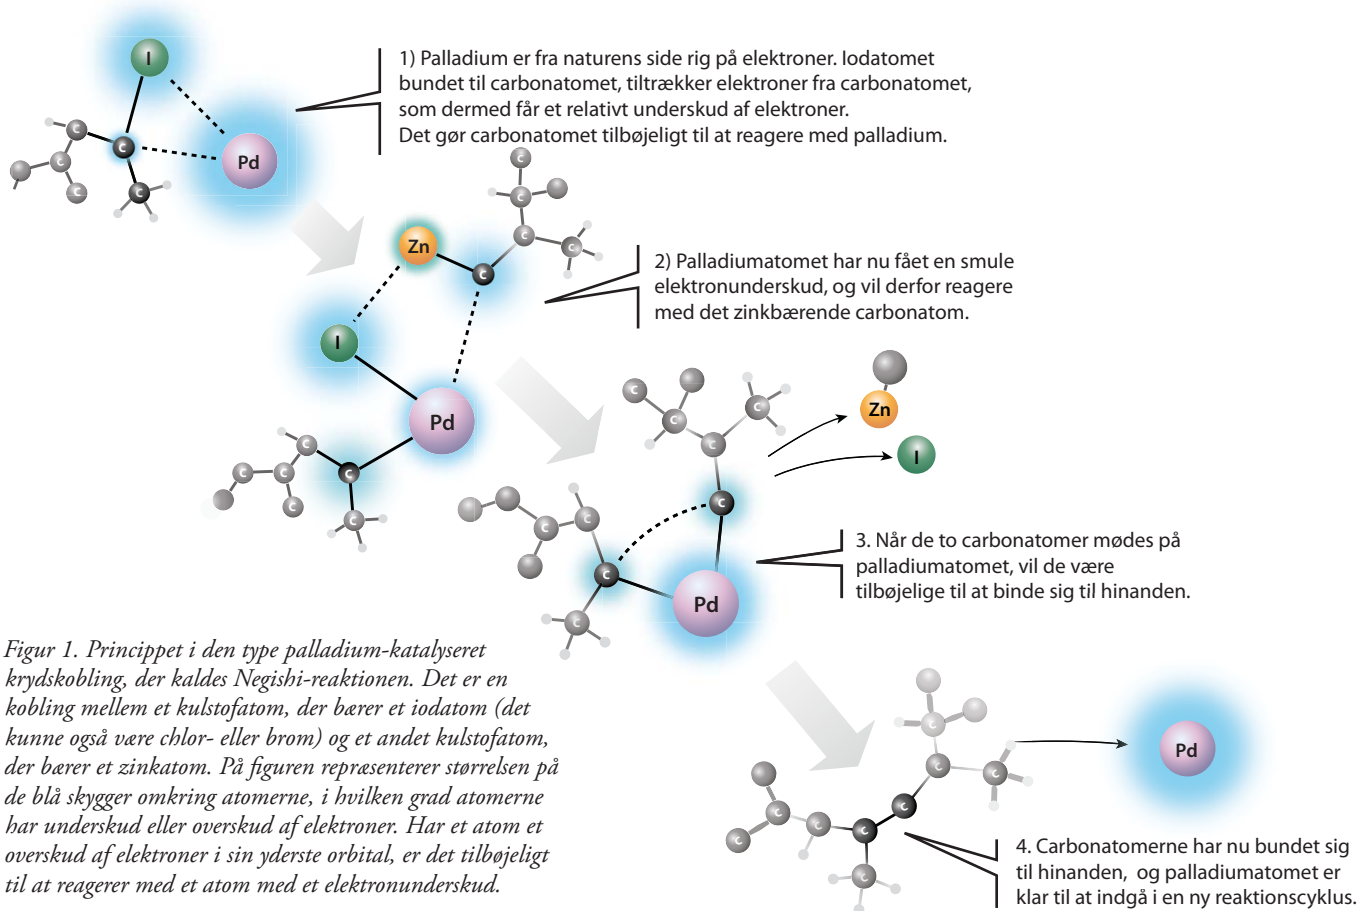 I
Pd
C
C
C
C
C
1) Palladium er fra naturens side rig på elektroner. Iodatomet
bundet til carbonatomet, tiltrækker elektroner fra carbonatomet,
som dermed får et relativt underskud af elektroner.
Det gør carbonatomet tilbøjeligt til at reagere med palladium.
C
C
C
C
C
Zn
I
Pd
C
C
C
C
C
C
2) Palladiumatomet har nu fået en smule
elektronunderskud, og vil derfor reagere
med det zinkbærende carbonatom.
C
C
C
C
C
C
C
C
C
Pd
Zn
I
3. Når de to carbonatomer mødes på
palladiumatomet, vil de være
tilbøjelige til at binde sig til hinanden.
Figur 1. Princippet i den type palladium-katalyseret
krydskobling, der kaldes Negishi-reaktionen. Det er en
kobling mellem et kulstofatom, der bærer et iodatom (det
kunne også være chlor- eller brom) og et andet kulstofatom,
der bærer et zinkatom. På figuren repræsenterer størrelsen på
de blå skygger omkring atomerne, i hvilken grad atomerne
har underskud eller overskud af elektroner. Har et atom et
overskud af elektroner i sin yderste orbital, er det tilbøjeligt
til at reagerer med et atom med et elektronunderskud.
C
C
C
C
C
C
C
C
Pd
4. Carbonatomerne har nu bundet sig
til hinanden, og palladiumatomet er
klar til at indgå i en ny reaktionscyklus.